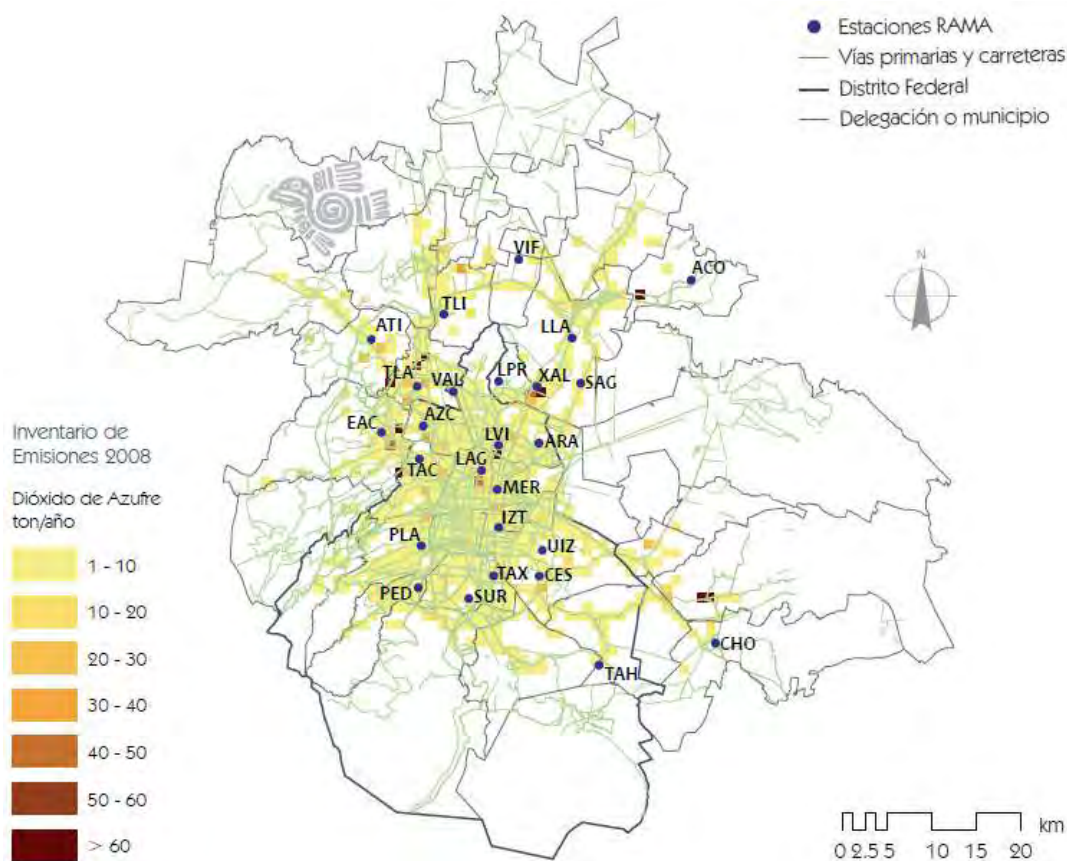 Estaciones RAMA
Vías primarias y carreteras
Distrito Federal
Delegación o municipio
VIF
ACO
N
TLI
ATI
LLA
TLA
VAL
LPR
XAL
SAG
EAC
AZC
LVI
ARA
LAG
TAC
MER
IZT
PLA
UIZ
TAX
CES
PED
SUR
CHO
TAH
Inventario de
Emisiones 2008
Dióxido de Azufre
ton/año
1 - 10
10 - 20
20 - 30
30 - 40
40 - 50
50 - 60
> 60
km
0 2.5 5 10 15 20